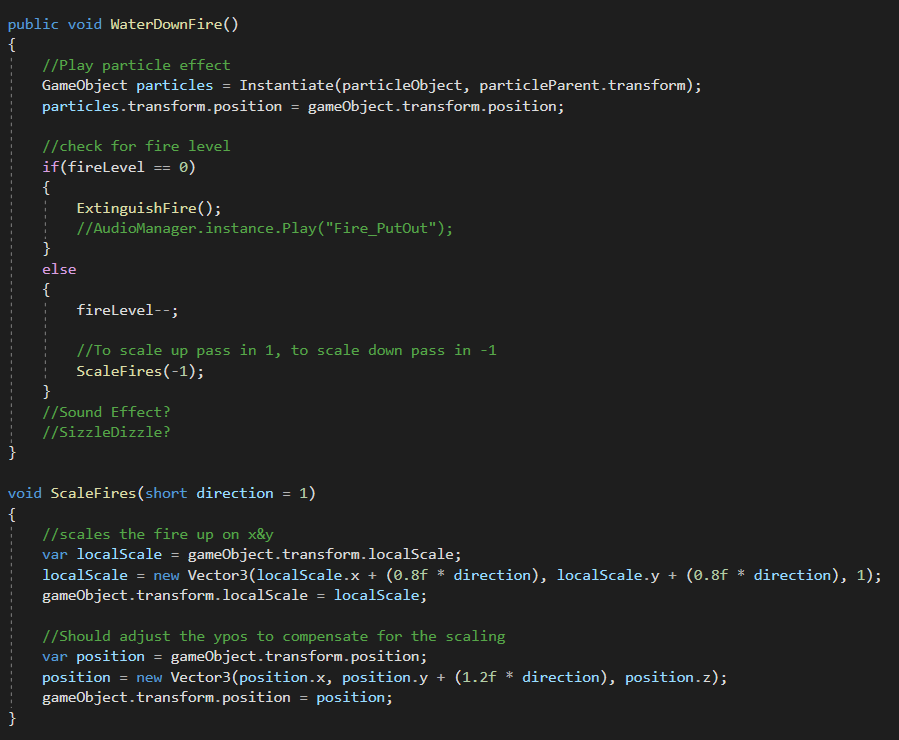 public void WaterDownFire()
{
    //Play particle effect
    GameObject particles = Instantiate(particleObject, particleParent.transform);
    particles.transform.position = gameObject.transform.position;

    //check for fire level
    if(fireLevel == 0)
    {
        ExtinguishFire();
        //AudioManager.instance.Play("Fire_PutOut");
    }
    else
    {
        fireLevel--;

        //To scale up pass in 1, to scale down pass in -1
        ScaleFires(-1);
    }
    //Sound Effect?
    //SizzleDizzle?
}

void ScaleFires(short direction = 1)
{
    //scales the fire up on x&y
    var localScale = gameObject.transform.localScale;
    localScale = new Vector3(localScale.x + (0.8f * direction), localScale.y + (0.8f * direction), 1);
    gameObject.transform.localScale = localScale;

    //Should adjust the ypos to compensate for the scaling
    var position = gameObject.transform.position;
    position = new Vector3(position.x, position.y + (1.2f * direction), position.z);
    gameObject.transform.position = position;
}